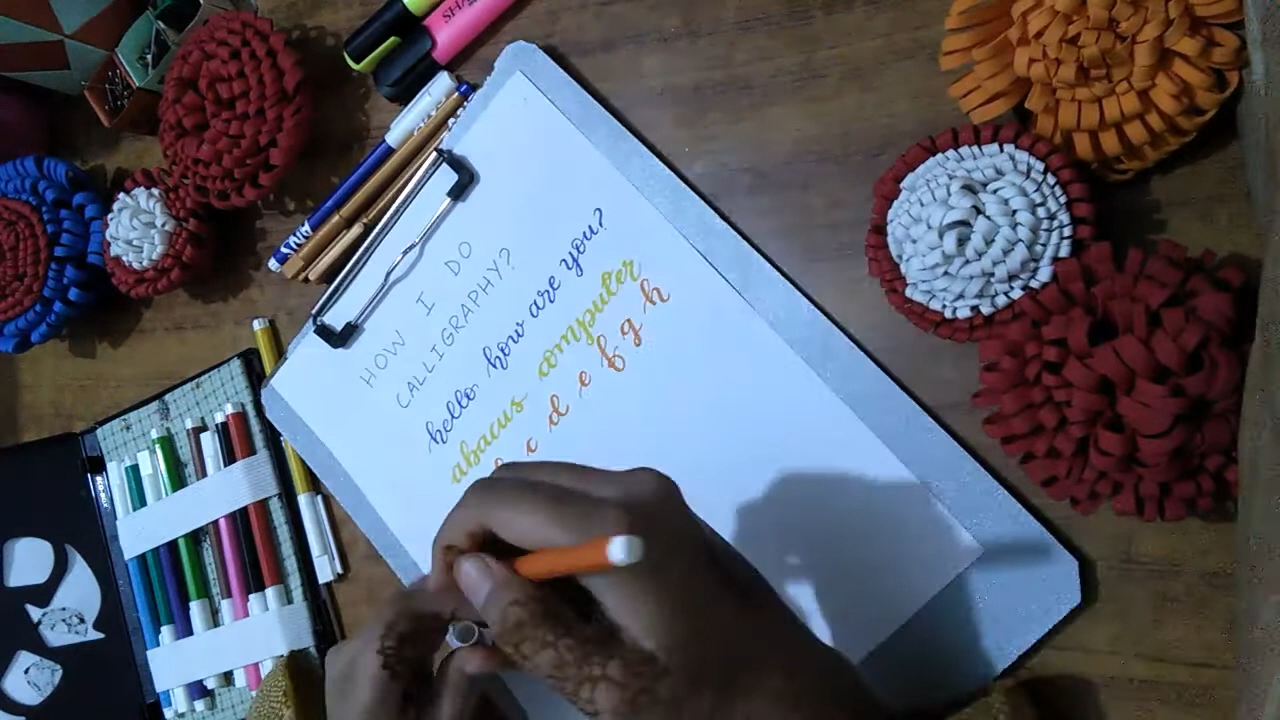 HOW I DO
CALLIGRAPHY?
hello, how are you?
abacus computer
c d e f g h